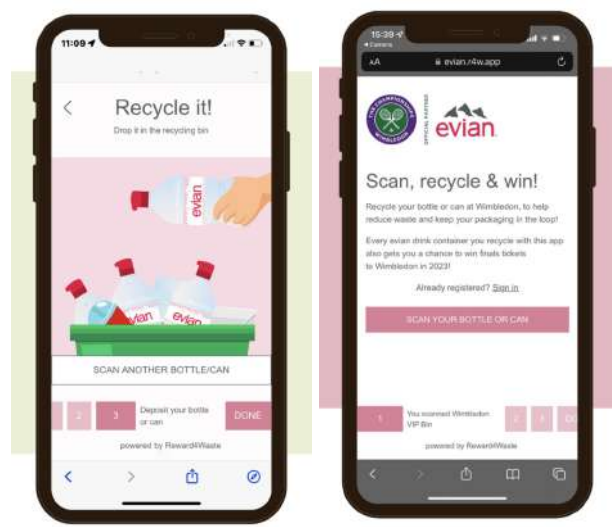 11:09
Recycle it!
Drop it in the recycling bin
evian
evian
evian
SCAN ANOTHER BOTTLE/CAN
2
3
Deposit your bottle
or can
DONE
powered by Reward4Waste
15:39
Camera
AA
evian.r4w.app
THE CHAMPIONSHIPS
WIMBLEDON
OFFICIAL PARTNER
evian
Scan, recycle & win!
Recycle your bottle or can at Wimbledon, to help
reduce waste and keep your packaging in the loop!
Every evian drink container you recycle with this app
also gets you a chance to win finals tickets
to Wimbledon in 2023!
Already registered? Sign in
SCAN YOUR BOTTLE OR CAN
1
You scanned Wimbledon
VIP Bin
2
3
DO
powered by Reward4Waste